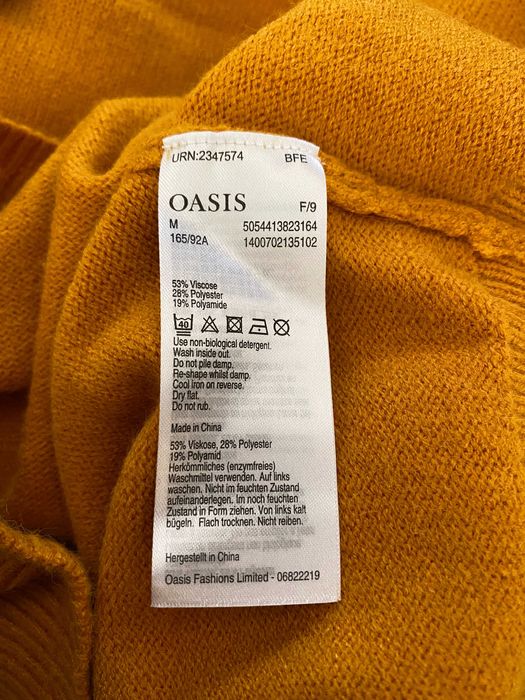 URN:2347574 BFE
OASIS F/9
M 5054413823164
165/92A 1400702135102
53% Viscose
28% Polyester
19% Polyamide
40
Use non-biological detergent.
Wash inside out.
Do not pile damp.
Re-shape whilst damp.
Cool iron on reverse.
Dry flat.
Do not rub.
Made in China
53% Viskose, 28% Polyester
19% Polyamid
Herkömmliches (enzymfreies)
Waschmittel verwenden. Auf links
waschen. Nicht im feuchten Zustand
aufeinanderlegen. Im noch feuchten
Zustand in Form ziehen. Von links kalt
bügeln. Flach trocknen. Nicht reiben.
Hergestellt in China
Oasis Fashions Limited - 06822219